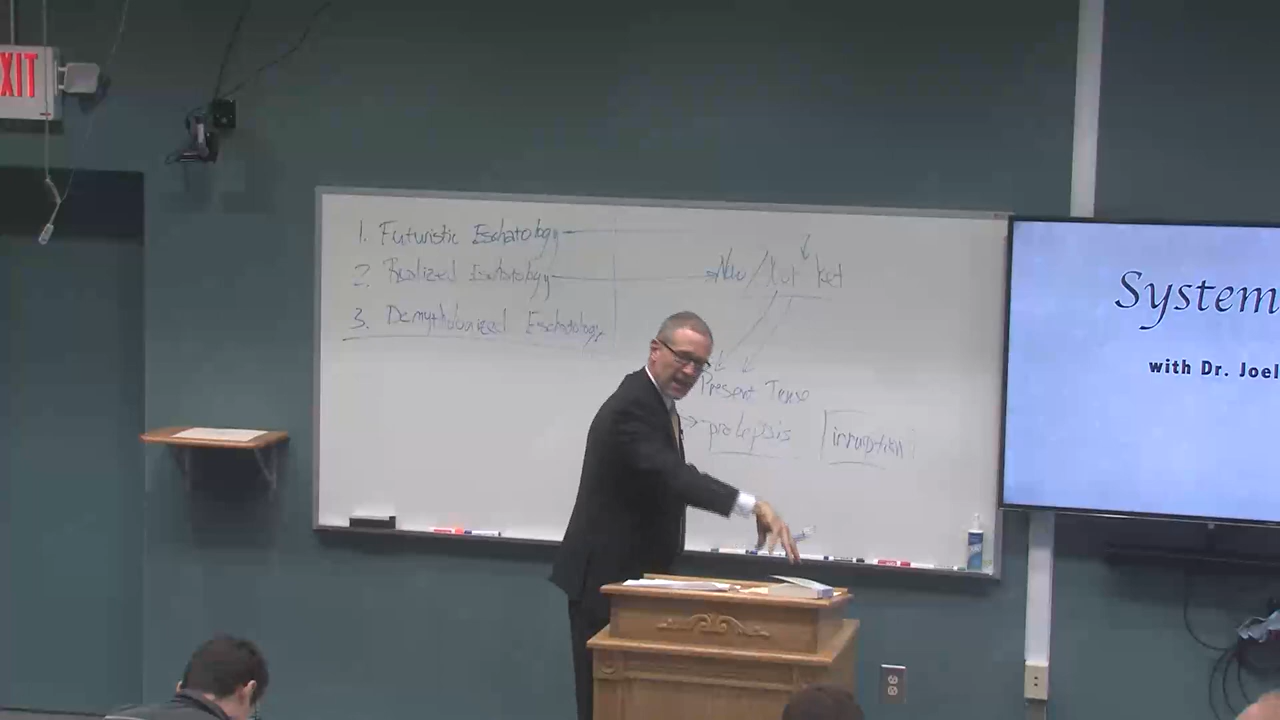 EXIT
1. Futuristic Eschatology
2. Realized Eschatology
Now / Not Yet
3. Demythologized Eschatology
Present Tense
prolepsis
irruption
System
with Dr. Joel